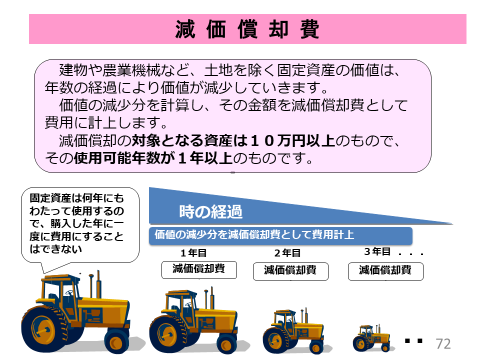 減価償却費
建物や農業機械など、土地を除く固定資産の価値は、
年数の経過により価値が減少していきます。
価値の減少分を計算し、その金額を減価償却費として
費用に計上します。
減価償却の対象となる資産は１０万円以上のもので、
その使用可能年数が１年以上のものです。
固定資産は何年にも
わたって使用するの
で、購入した年に一
度に費用にすること
はできない
時の経過
価値の減少分を減価償却費として費用計上
１年目
２年目
３年目 ．．．
減価償却費
減価償却費
減価償却費
72